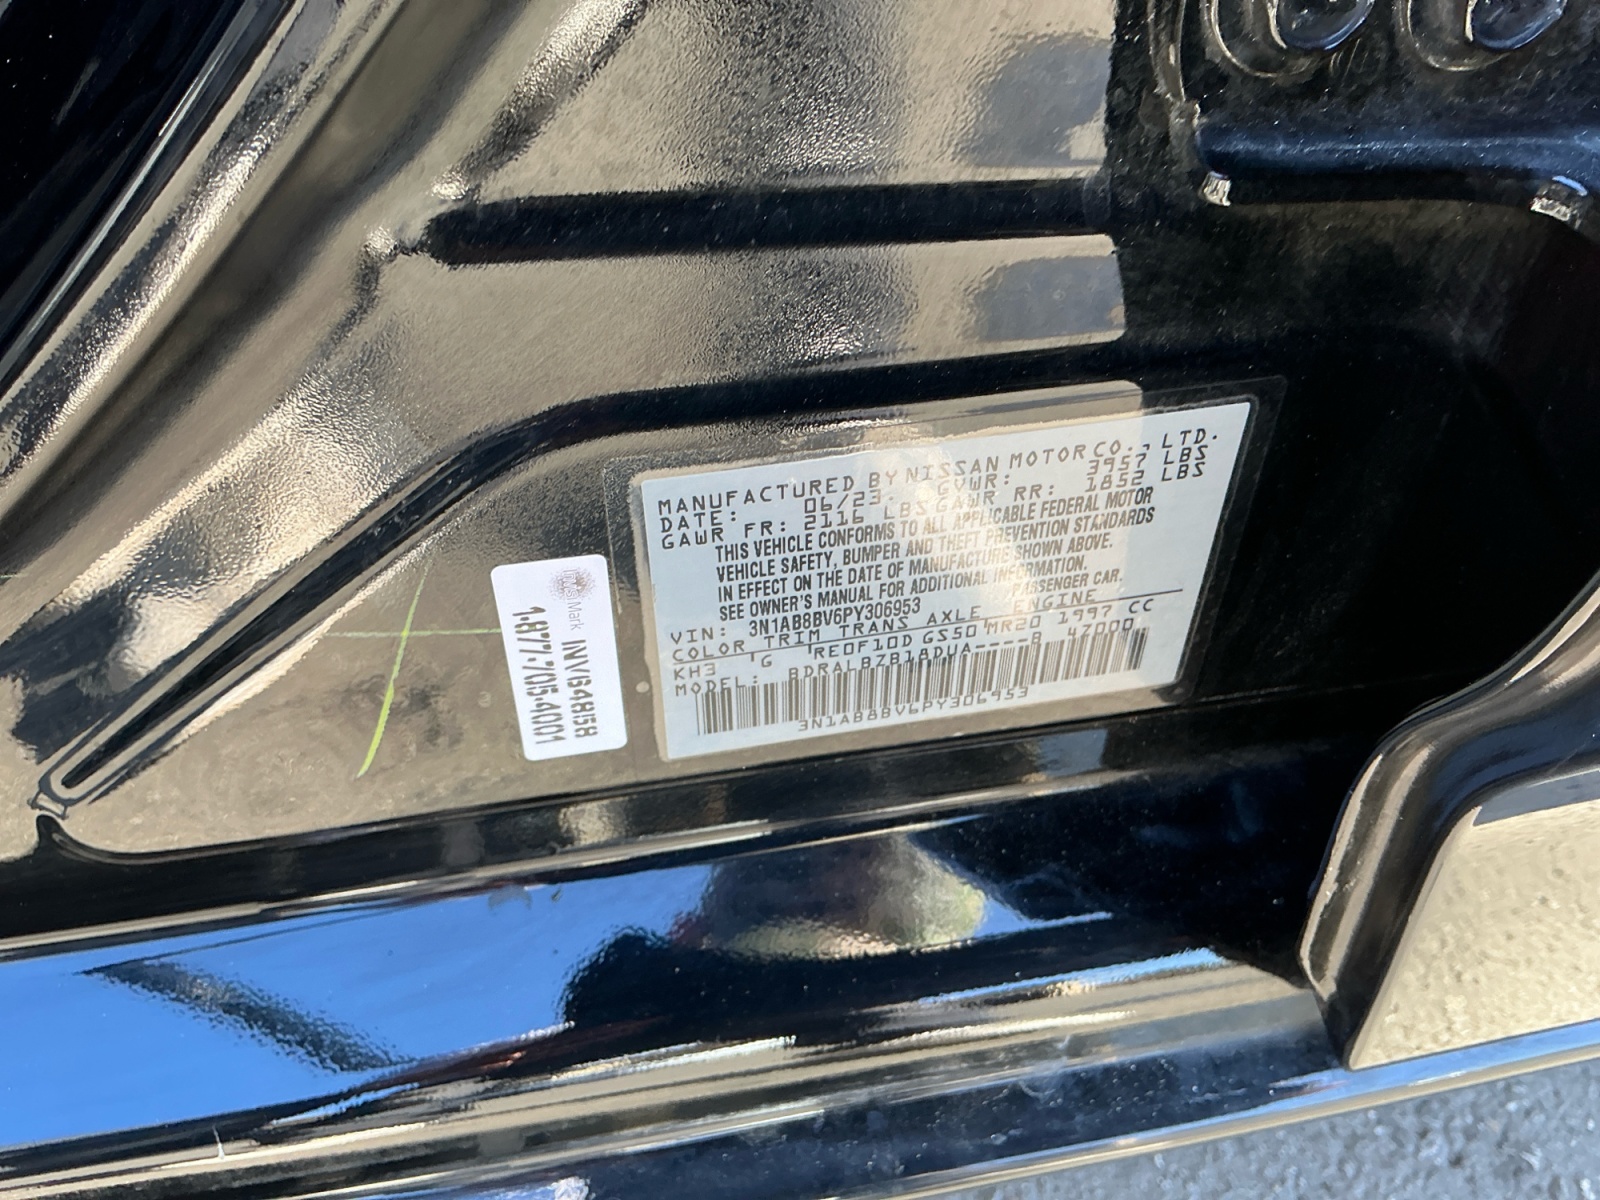 MANUFACTURED BY NISSAN MOTOR CO., LTD.
DATE: 06/23 GVWR: 3957 LBS
GAWR FR: 2116 LBS GAWR RR: 1852 LBS
THIS VEHICLE CONFORMS TO ALL APPLICABLE FEDERAL MOTOR
VEHICLE SAFETY, BUMPER AND THEFT PREVENTION STANDARDS
IN EFFECT ON THE DATE OF MANUFACTURE SHOWN ABOVE.
SEE OWNER'S MANUAL FOR ADDITIONAL INFORMATION.
VIN: 3N1AB8BV6PY306953 PASSENGER CAR.
COLOR TRIM TRANS AXLE ENGINE
KH3 G RE0F10D GS50 MR20 1997 CC
MODEL: BDRALBZB18DUA----B 4Z000
3N1AB8BV6PY306953
Mark
INV64858
1·877·705·4001